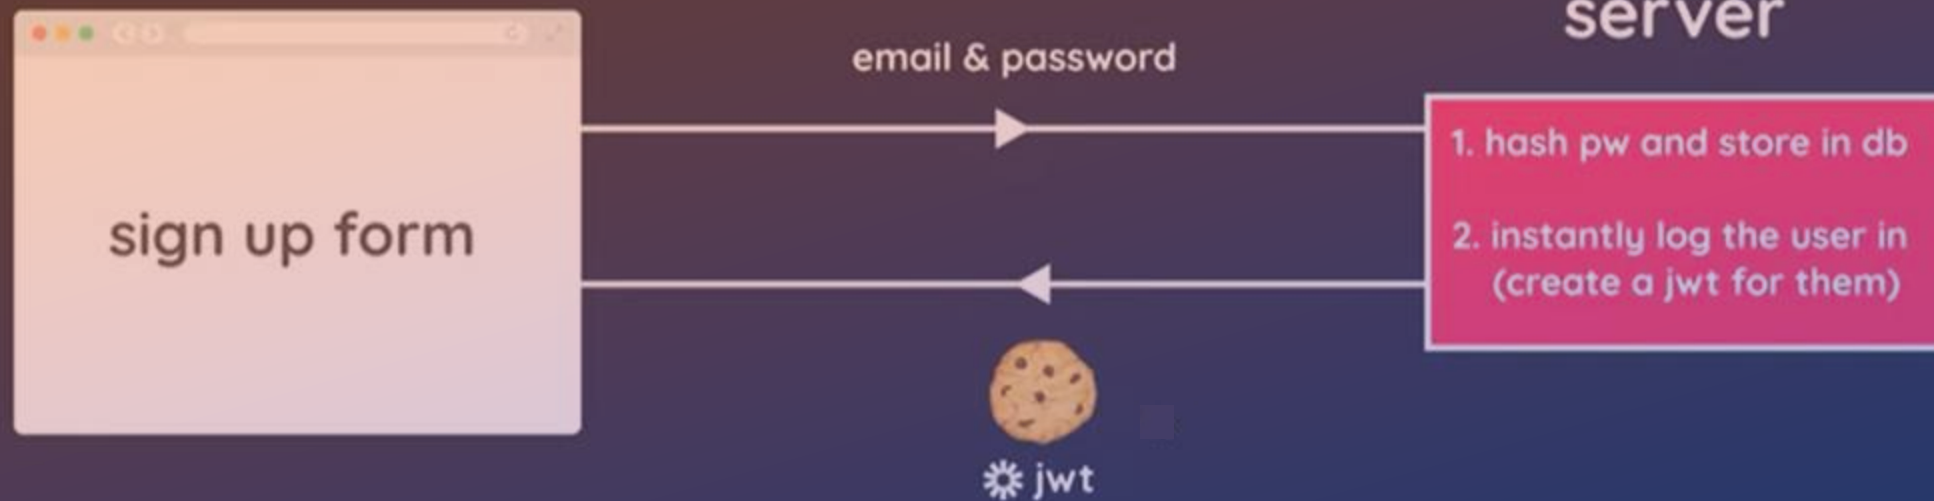 server
email & password
1. hash pw and store in db
sign up form
2. instantly log the user in
(create a jwt for them)
jwt